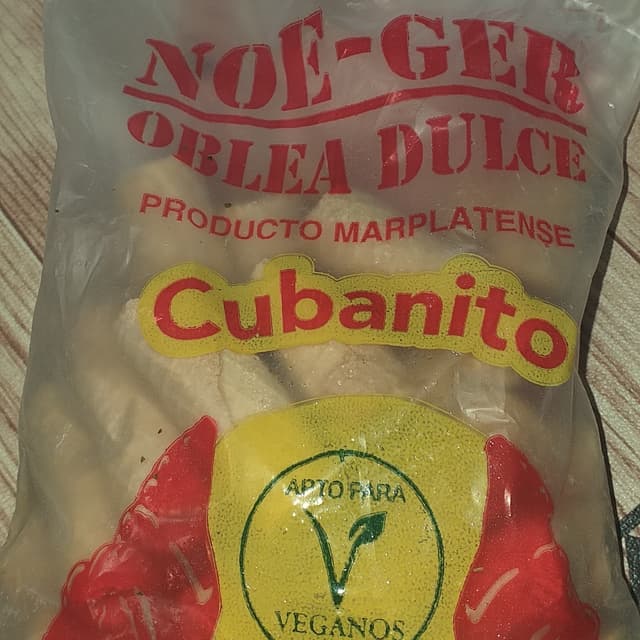 NOE-GER
OBLEA DULCE
PRODUCTO MARPLATENSE
Cubanito
APTO PARA
VEGANOS